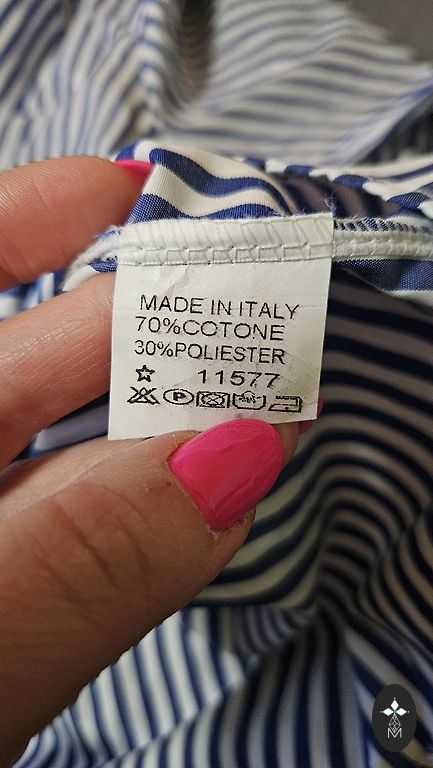 MADE IN ITALY
70%COTONE
30%POLIESTER
☆ 11577
P
M